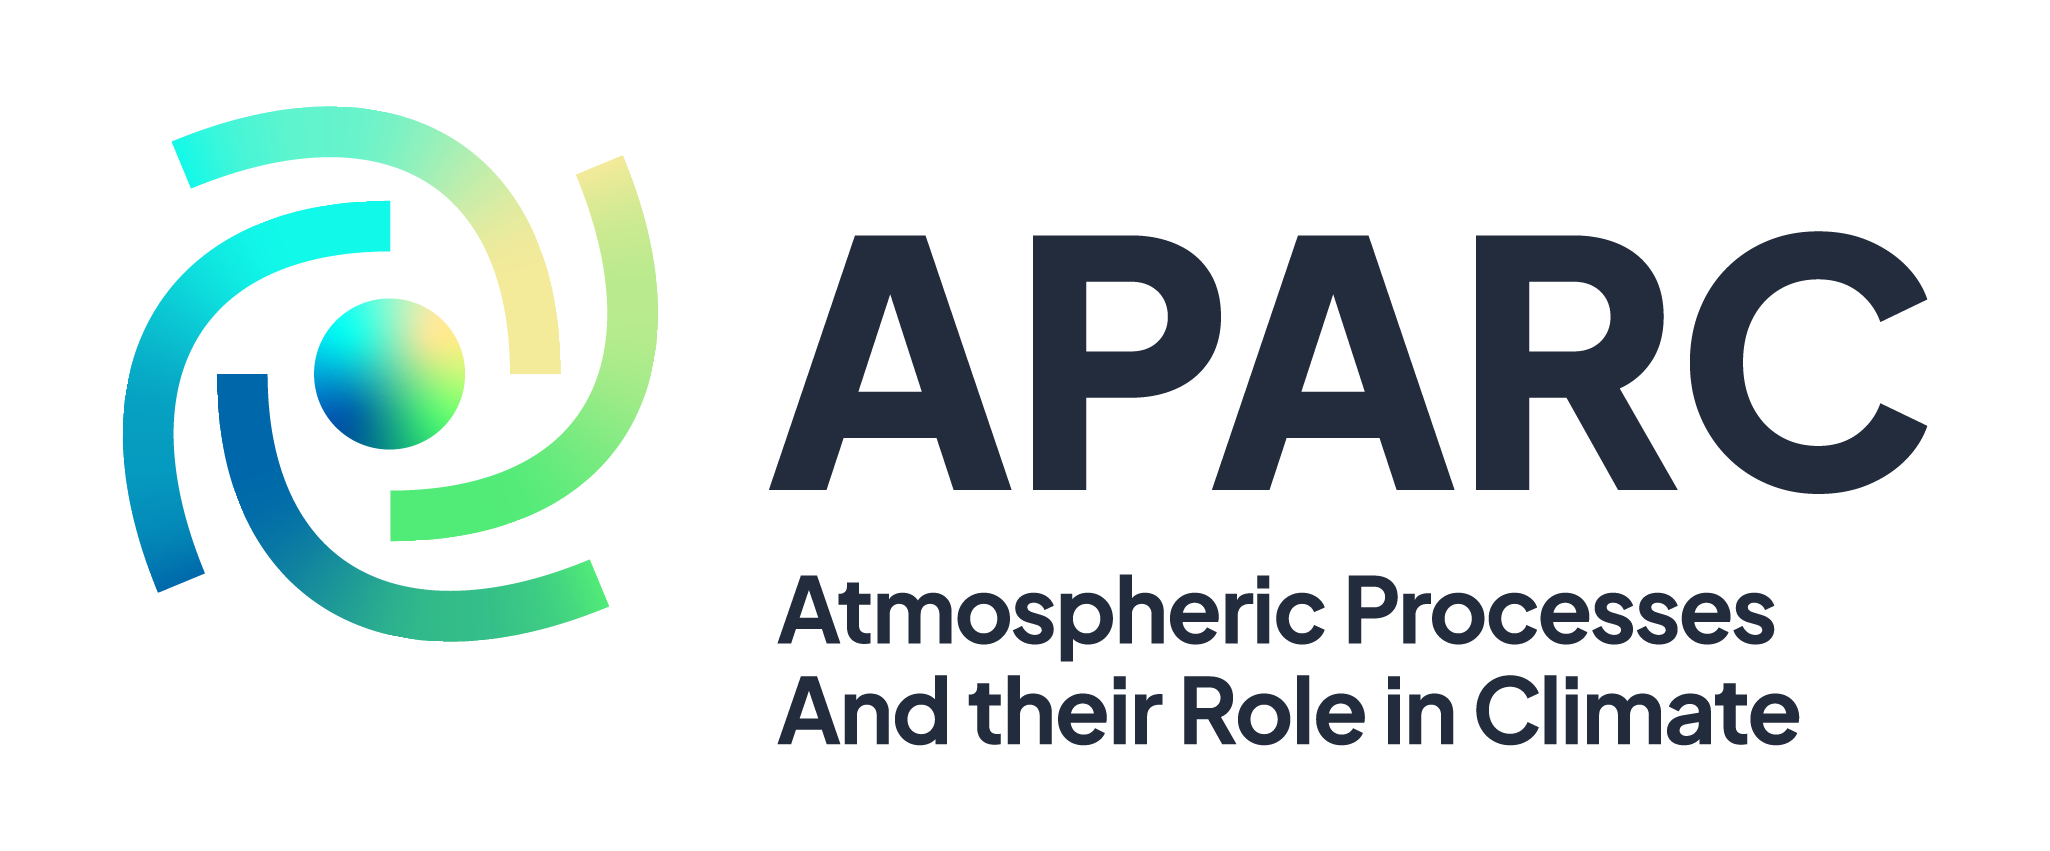 APARC
Atmospheric Processes
And their Role in Climate